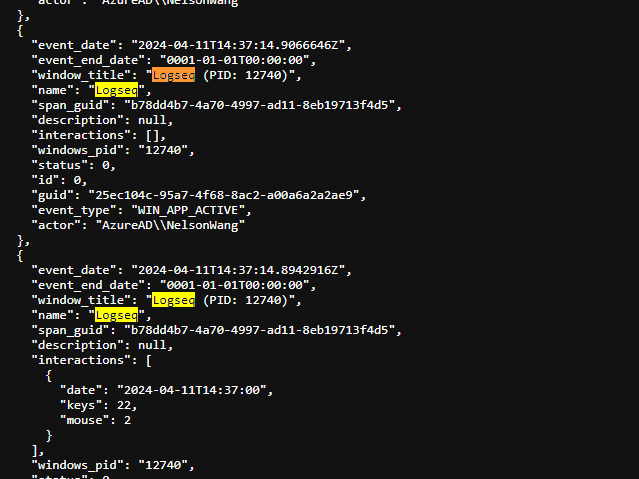 "actor": "AzureAD\\NelsonWang"
},
{
"event_date": "2024-04-11T14:37:14.9066646Z",
"event_end_date": "0001-01-01T00:00:00",
"window_title": "Logseq (PID: 12740)",
"name": "Logseq",
"span_guid": "b78dd4b7-4a70-4997-ad11-8eb19713f4d5",
"description": null,
"interactions": [],
"windows_pid": "12740",
"status": 0,
"id": 0,
"guid": "25ec104c-95a7-4f68-8ac2-a00a6a2a2ae9",
"event_type": "WIN_APP_ACTIVE",
"actor": "AzureAD\\NelsonWang"
},
{
"event_date": "2024-04-11T14:37:14.8942916Z",
"event_end_date": "0001-01-01T00:00:00",
"window_title": "Logseq (PID: 12740)",
"name": "Logseq",
"span_guid": "b78dd4b7-4a70-4997-ad11-8eb19713f4d5",
"description": null,
"interactions": [
{
"date": "2024-04-11T14:37:00",
"keys": 22,
"mouse": 2
}
],
"windows_pid": "12740",
"status": 0,